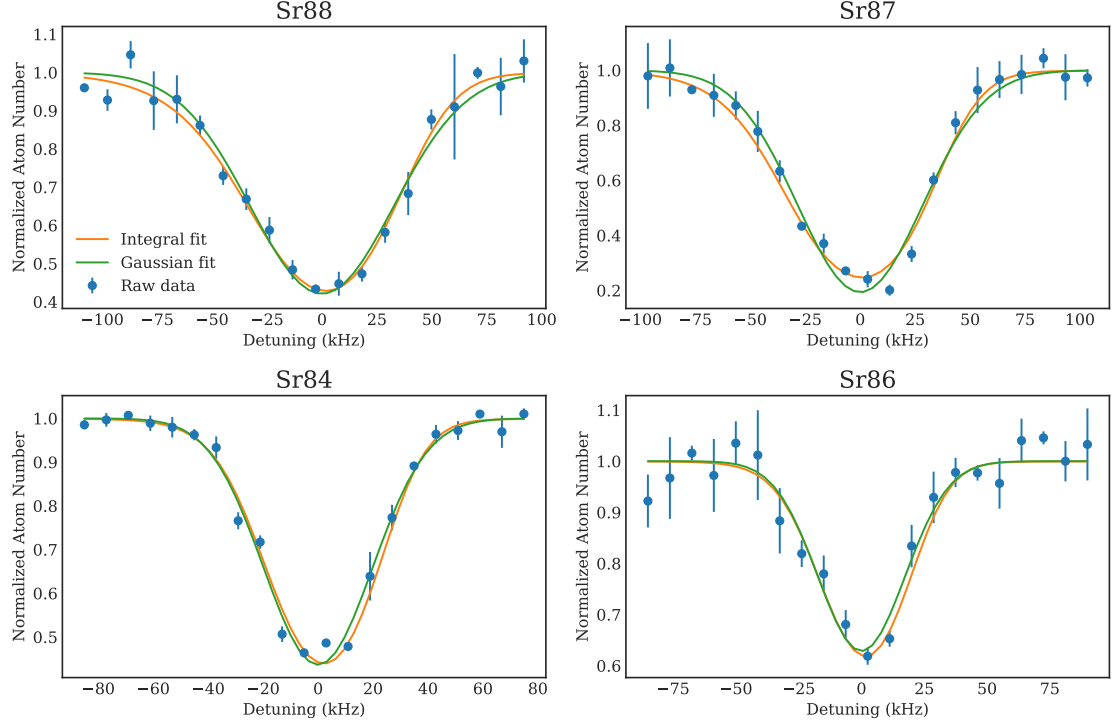 Sr88
Normalized Atom Number
1.1
1.0
0.9
0.8
0.7
0.6
0.5
0.4
Integral fit
Gaussian fit
Raw data
−100 −75 −50 −25 0 25 50 75 100
Detuning (kHz)
Sr87
Normalized Atom Number
1.0
0.8
0.6
0.4
0.2
−100 −75 −50 −25 0 25 50 75 100
Detuning (kHz)
Sr84
Normalized Atom Number
1.0
0.9
0.8
0.7
0.6
0.5
−80 −60 −40 −20 0 20 40 60 80
Detuning (kHz)
Sr86
Normalized Atom Number
1.1
1.0
0.9
0.8
0.7
0.6
−75 −50 −25 0 25 50 75
Detuning (kHz)